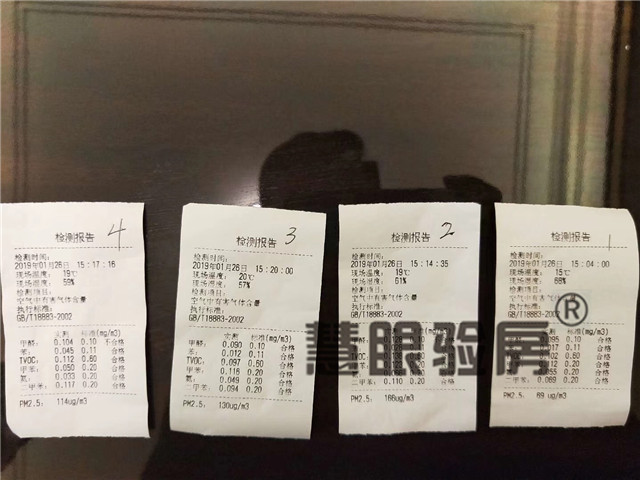 检测报告 4
检测时间:
2019年01月26日 15:17:16
现场温度: 19℃
现场湿度: 59%
检测项目:
空气中有害气体含量
执行标准:
GB/T18883-2002
实测 标准(mg/m3)
甲醛: 0.104 0.10 不合格
苯: 0.045 0.11 合格
TVOC: 0.112 0.60 合格
甲苯: 0.050 0.20 合格
氨: 0.033 0.20 合格
二甲苯: 0.117 0.20 合格
PM2.5: 114ug/m3
检测报告 3
检测时间:
2019年01月26日 15:20:00
现场温度: 20℃
现场湿度: 57%
检测项目:
空气中有害气体含量
执行标准:
GB/T18883-2002
实测 标准(mg/m3)
甲醛: 0.090 0.10 合格
苯: 0.012 0.11 合格
TVOC: 0.097 0.60 合格
甲苯: 0.118 0.20 合格
氨: 0.049 0.20 合格
二甲苯: 0.094 0.20 合格
PM2.5: 130ug/m3
检测报告 2
检测时间:
2019年01月26日 15:14:35
现场温度: 19℃
现场湿度: 61%
检测项目:
空气中有害气体含量
执行标准:
GB/T18883-2002
标准(mg/m3)
二甲苯: 0.110 0.20 合格
PM2.5: 166ug/m3
检测报告 1
检测时间:
2019年01月26日 15:04:00
现场温度: 15℃
现场湿度: 68%
检测项目:
空气中有害气体含量
执行标准:
GB/T18883-2002
实测 标准(mg/m3)
0.10 合格
0.11 合格
0.60 合格
0.20 合格
0.20 合格
二甲苯: 0.069 0.20 合格
PM2.5: 89 ug/m3
慧眼验房®